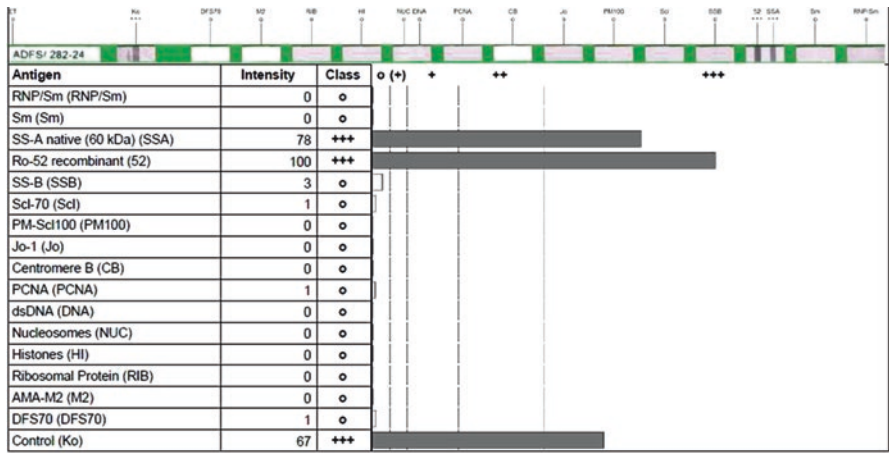 Ko DFS70 M2 RIB HI NUC DNA PCNA CB Jo PM100 Scl SSB 52 SSA Sm RNP/Sm
ADFS/ 282-24
Antigen Intensity Class o (+) + ++ +++
RNP/Sm (RNP/Sm) 0 o
Sm (Sm) 0 o
SS-A native (60 kDa) (SSA) 78 +++
Ro-52 recombinant (52) 100 +++
SS-B (SSB) 3 o
Scl-70 (Scl) 1 o
PM-Scl100 (PM100) 0 o
Jo-1 (Jo) 0 o
Centromere B (CB) 0 o
PCNA (PCNA) 1 o
dsDNA (DNA) 0 o
Nucleosomes (NUC) 0 o
Histones (HI) 0 o
Ribosomal Protein (RIB) 0 o
AMA-M2 (M2) 0 o
DFS70 (DFS70) 1 o
Control (Ko) 67 +++